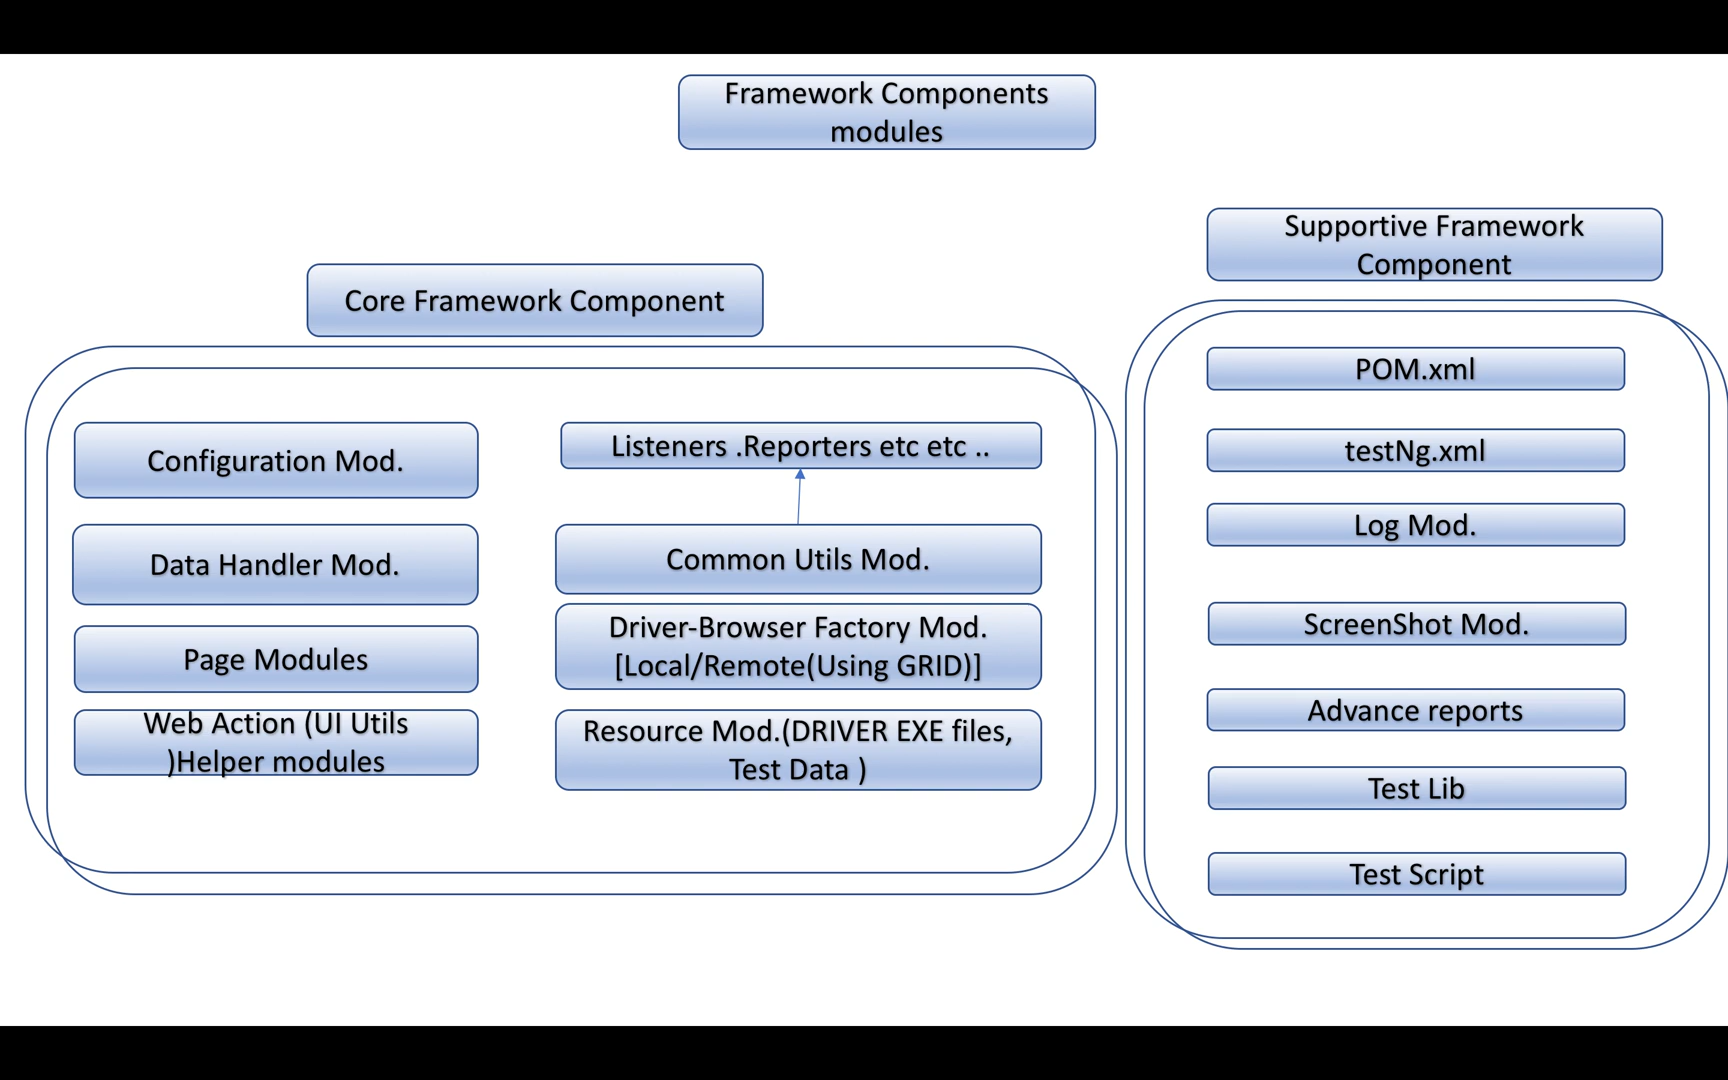 Framework Components
modules
Supportive Framework
Component
Core Framework Component
Configuration Mod.
Data Handler Mod.
Page Modules
Web Action (UI Utils
)Helper modules
Listeners .Reporters etc etc ..
Common Utils Mod.
Driver-Browser Factory Mod.
[Local/Remote(Using GRID)]
Resource Mod.(DRIVER EXE files,
Test Data )
POM.xml
testNg.xml
Log Mod.
ScreenShot Mod.
Advance reports
Test Lib
Test Script